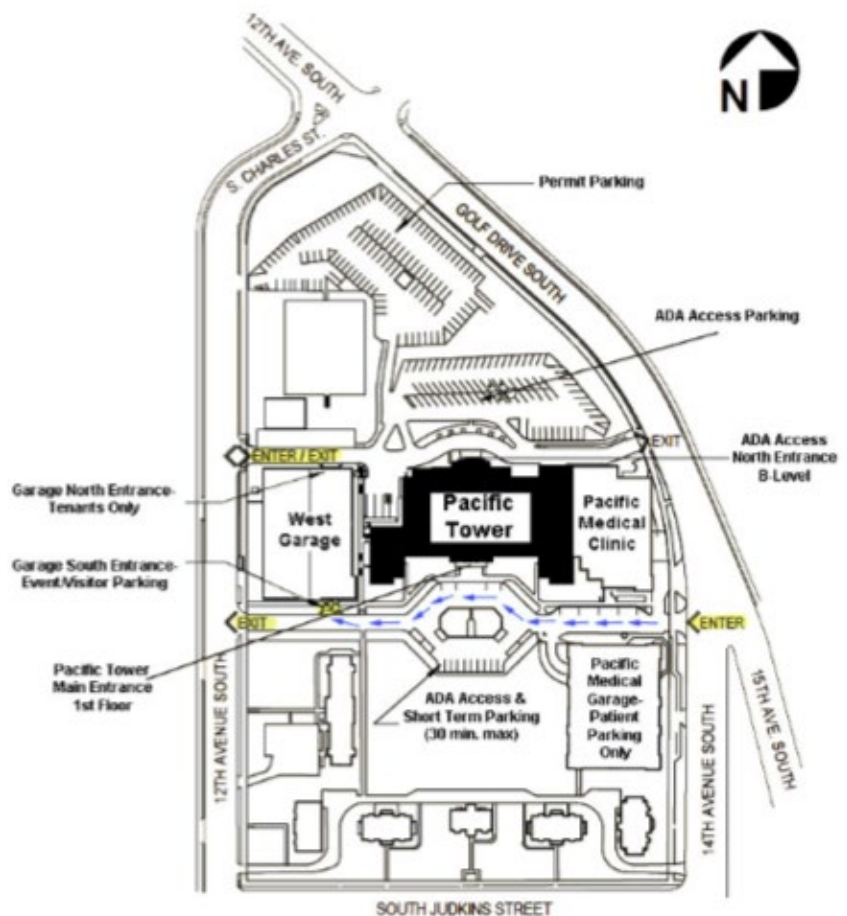 12TH AVE. SOUTH
N
S. CHARLES ST.
Permit Parking
GOLF DRIVE SOUTH
ADA Access Parking
ENTER / EXIT
EXIT
ADA Access
North Entrance
B-Level
Garage North Entrance-
Tenants Only
West
Garage
Pacific
Tower
Pacific
Medical
Clinic
Garage South Entrance-
Event/Visitor Parking
EXIT
ENTER
Pacific Tower
Main Entrance
1st Floor
ADA Access &
Short Term Parking
(30 min. max)
Pacific
Medical
Garage-
Patient
Parking
Only
12TH AVENUE SOUTH
14TH AVENUE SOUTH
15TH AVE. SOUTH
SOUTH JUDKINS STREET